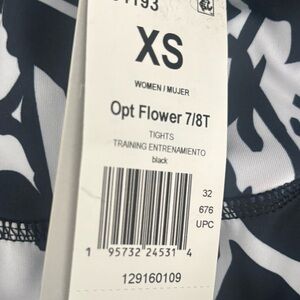 XS
WOMEN / MUJER
Opt Flower 7/8T
TIGHTS
TRAINING ENTRENAMIENTO
black
32
676
UPC
1 95732 24531 4
129160109